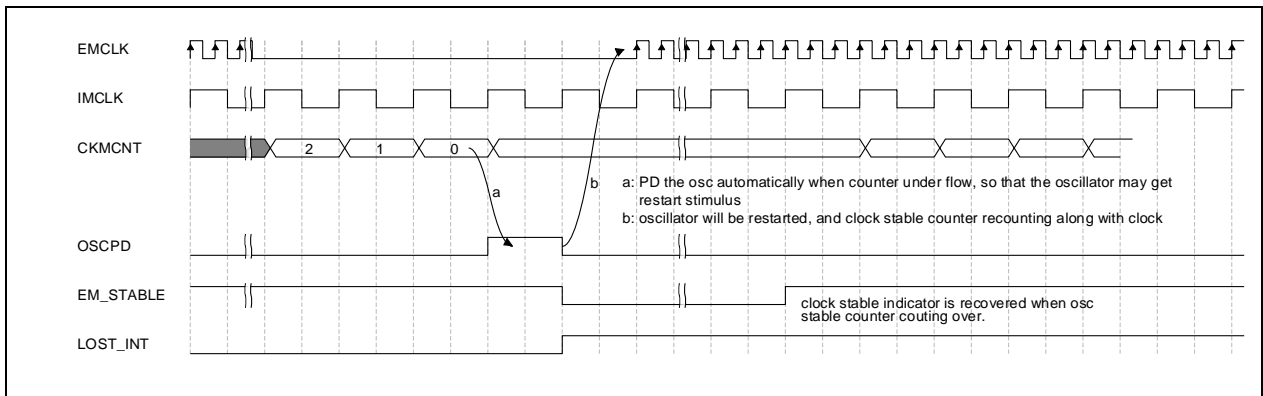 EMCLK
IMCLK
CKMCNT
2
1
0
a
b
a: PD the osc automatically when counter under flow, so that the oscillator may get
restart stimulus
b: oscillator will be restarted, and clock stable counter recounting along with clock
OSCPD
EM_STABLE
clock stable indicator is recovered when osc
stable counter couting over.
LOST_INT